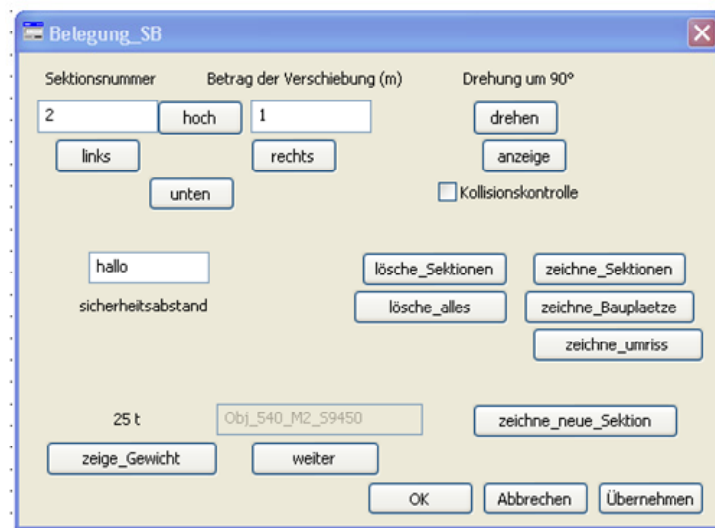 Belegung_SB
Sektionsnummer Betrag der Verschiebung (m) Drehung um 90°
2 hoch 1 drehen
links rechts anzeige
unten Kollisionskontrolle
hallo lösche_Sektionen zeichne_Sektionen
sicherheitsabstand lösche_alles zeichne_Bauplaetze
zeichne_umriss
25 t Obj_540_M2_S9450 zeichne_neue_Sektion
zeige_Gewicht weiter
OK Abbrechen Übernehmen